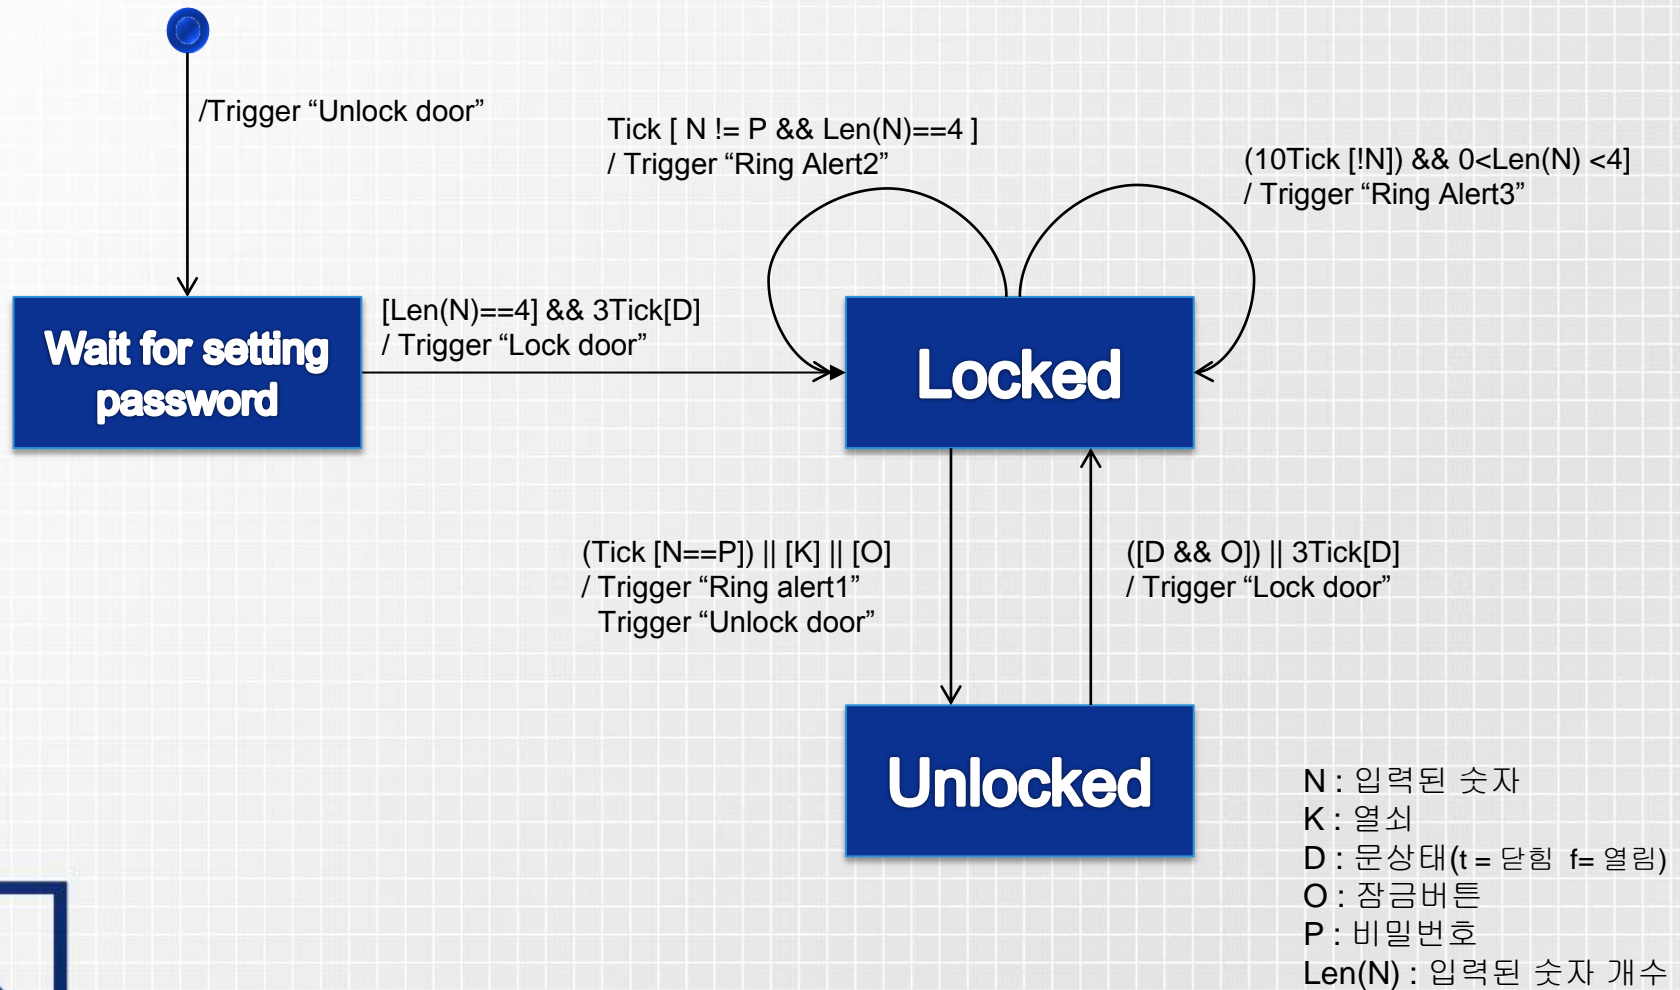 /Trigger “Unlock door”
Tick [ N != P && Len(N)==4 ]
/ Trigger “Ring Alert2”
(10Tick [!N]) && 0<Len(N) <4]
/ Trigger “Ring Alert3”
Wait for setting
password
[Len(N)==4] && 3Tick[D]
/ Trigger “Lock door”
Locked
(Tick [N==P]) || [K] || [O]
/ Trigger “Ring alert1”
Trigger “Unlock door”
([D && O]) || 3Tick[D]
/ Trigger “Lock door”
Unlocked
N : 입력된 숫자
K : 열쇠
D : 문상태(t = 닫힘 f= 열림)
O : 잠금버튼
P : 비밀번호
Len(N) : 입력된 숫자 개수